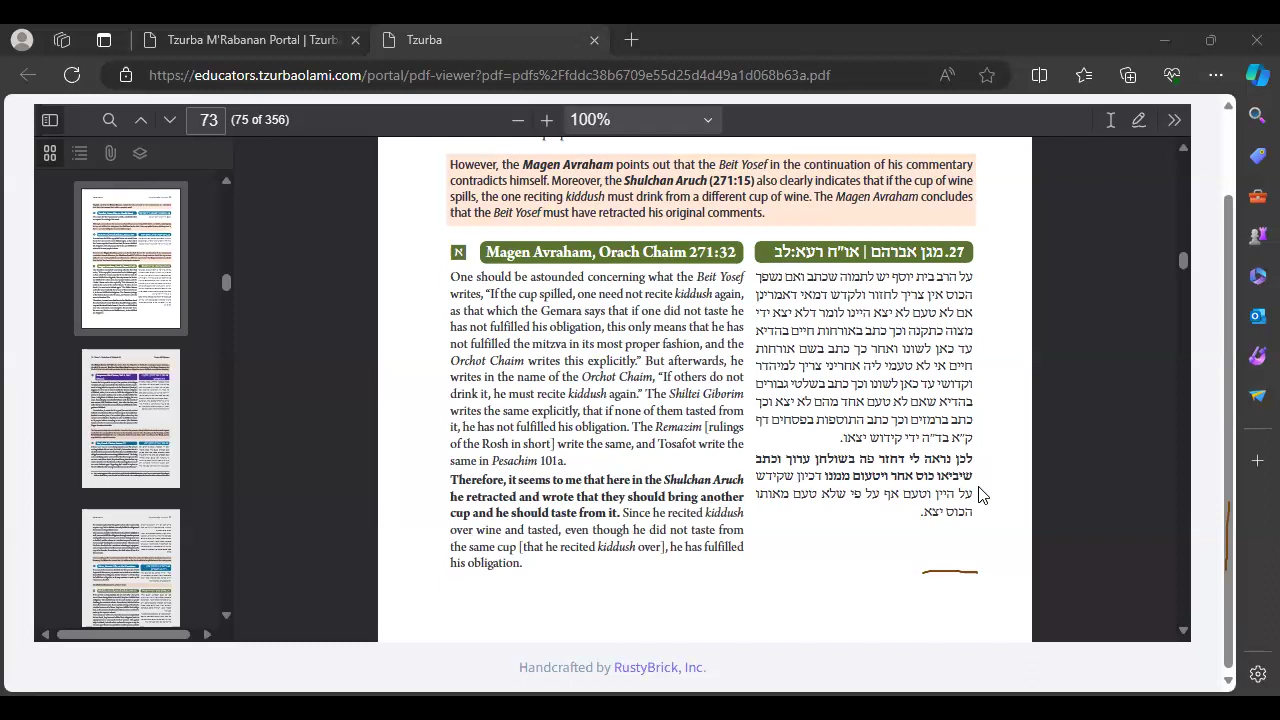 Tzurba M'Rabanan Portal | Tzurb
Tzurba
https://educators.tzurbaolami.com/portal/pdf-viewer?pdf=pdfs%2Ffddc38b6709e55d25d4d49a1d068b63a.pdf
73 (75 of 356)
100%
However, the Magen Avraham points out that the Beit Yosef in the continuation of his commentary
contradicts himself. Moreover, the Shulchan Aruch (271:15) also clearly indicates that if the cup of wine
spills, the one reciting kiddush must drink from a different cup of wine. The Magen Avraham concludes
that the Beit Yosef must have retracted his original comments.
א Magen Avraham, Orach Chaim 271:32
One should be astounded concerning what the Beit Yosef
writes, “If the cup spilled, one need not recite kiddush again,
as that which the Gemara says that if one did not taste he
has not fulfilled his obligation, this only means that he has
not fulfilled the mitzva in its most proper fashion, and the
Orchot Chaim writes this explicitly.” But afterwards, he
writes in the name of the Orchot Chaim, “If others do not
drink it, he must recite kiddush again.” The Shiltei Giborim
writes the same explicitly, that if none of them tasted from
it, he has not fulfilled his obligation. The Remazim [rulings
of the Rosh in short] write the same, and Tosafot write the
same in Pesachim 101a.
Therefore, it seems to me that here in the Shulchan Aruch
he retracted and wrote that they should bring another
cup and he should taste from it. Since he recited kiddush
over wine and tasted, even though he did not taste from
the same cup [that he recited kiddush over], he has fulfilled
his obligation.
27. מגן אברהם | או"ח רעא:לב
על הרב בית יוסף יש לתמוה שכתב דאם נשפך
הכוס אין צריך לחזור ולקדש דמאי דאמרינן
אם לא טעם לא יצא היינו לומר דלא יצא ידי
מצוה כתקנה וכך כתב באורחות חיים בהדיא
עד כאן לשונו ואחר כך כתב בשם אורחות
חיים אי לא טעמי ליה אחריני צריך למיהדר
וקדושי עד כאן לשונו וכך כתב בשלטי גבורים
בהדיא שאם לא טעם אחד מהם לא יצא וכך
כתב ברמזים וכך כתב התוספות בפסחים דף
ק"א בד"ה ידי קידוש יצאו.
לכן נראה לי דחזר פה בשולחן ערוך וכתב
שיביאו כוס אחר ויטעום ממנו דכיון שקידש
על היין וטעם אף על פי שלא טעם מאותו
הכוס יצא.
Handcrafted by RustyBrick, Inc.